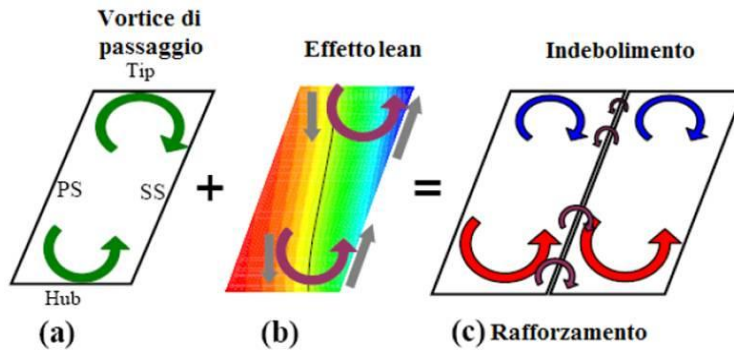 Vortice di
passaggio
Effetto lean
Indebolimento
Tip
PS
SS
+
=
Hub
(a)
(b)
(c)
Rafforzamento